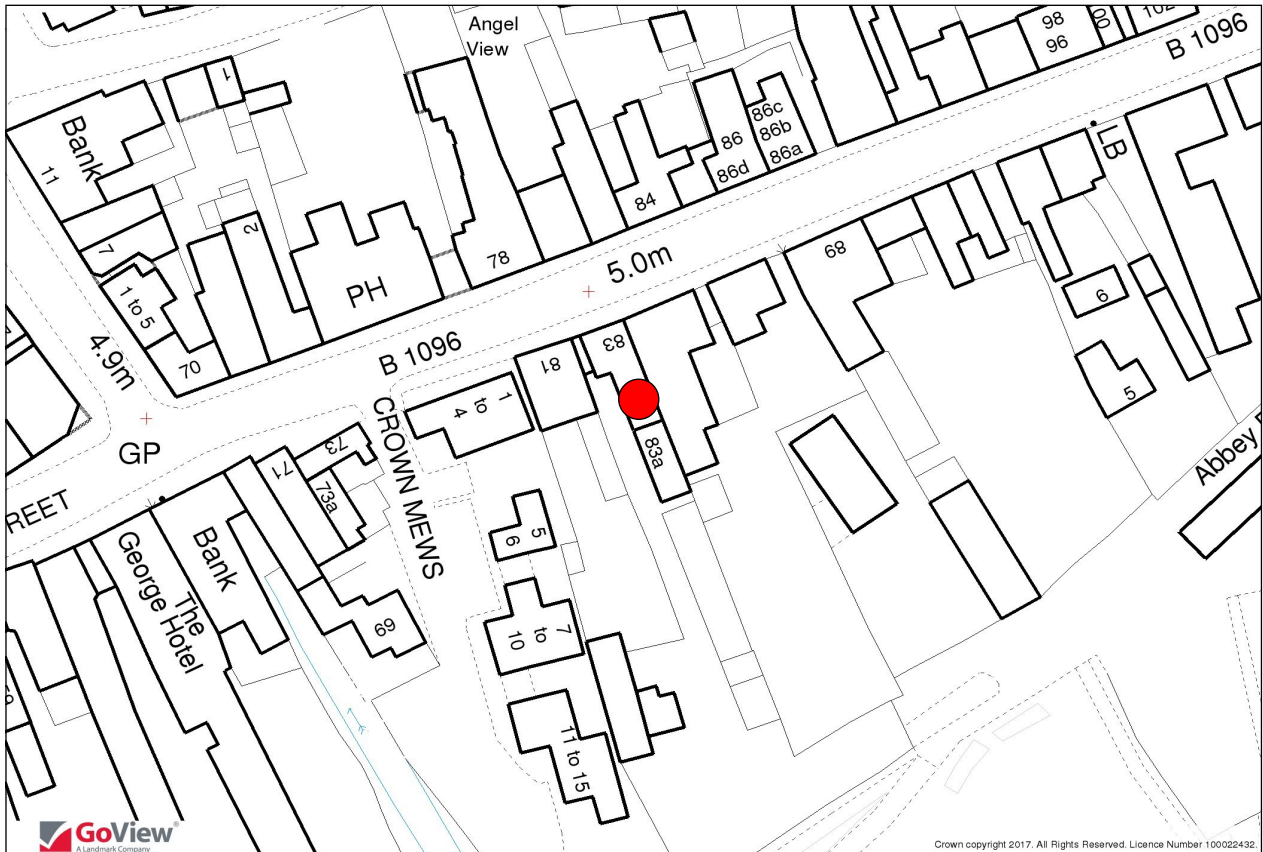 Angel
View
98
96
102
B 1096
1
Bank
11
86c
86b
86a
86
86d
84
LB
7
2
78
PH
5.0m
89
1 to 5
6
4.9m
70
B 1096
81
83
1
to
4
5
CROWN MEWS
73
83a
GP
71
73a
Abbey
REET
George Hotel
The
Bank
5
6
69
7
to
10
59
11 to 15
GoView®
A Landmark Company
Crown copyright 2017. All Rights Reserved. Licence Number 100022432.